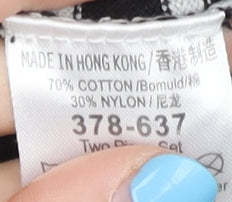 MADE IN HONG KONG/香港制造
70% COTTON/Bomuld/棉
30% NYLON/尼龙
378-637
Two Set